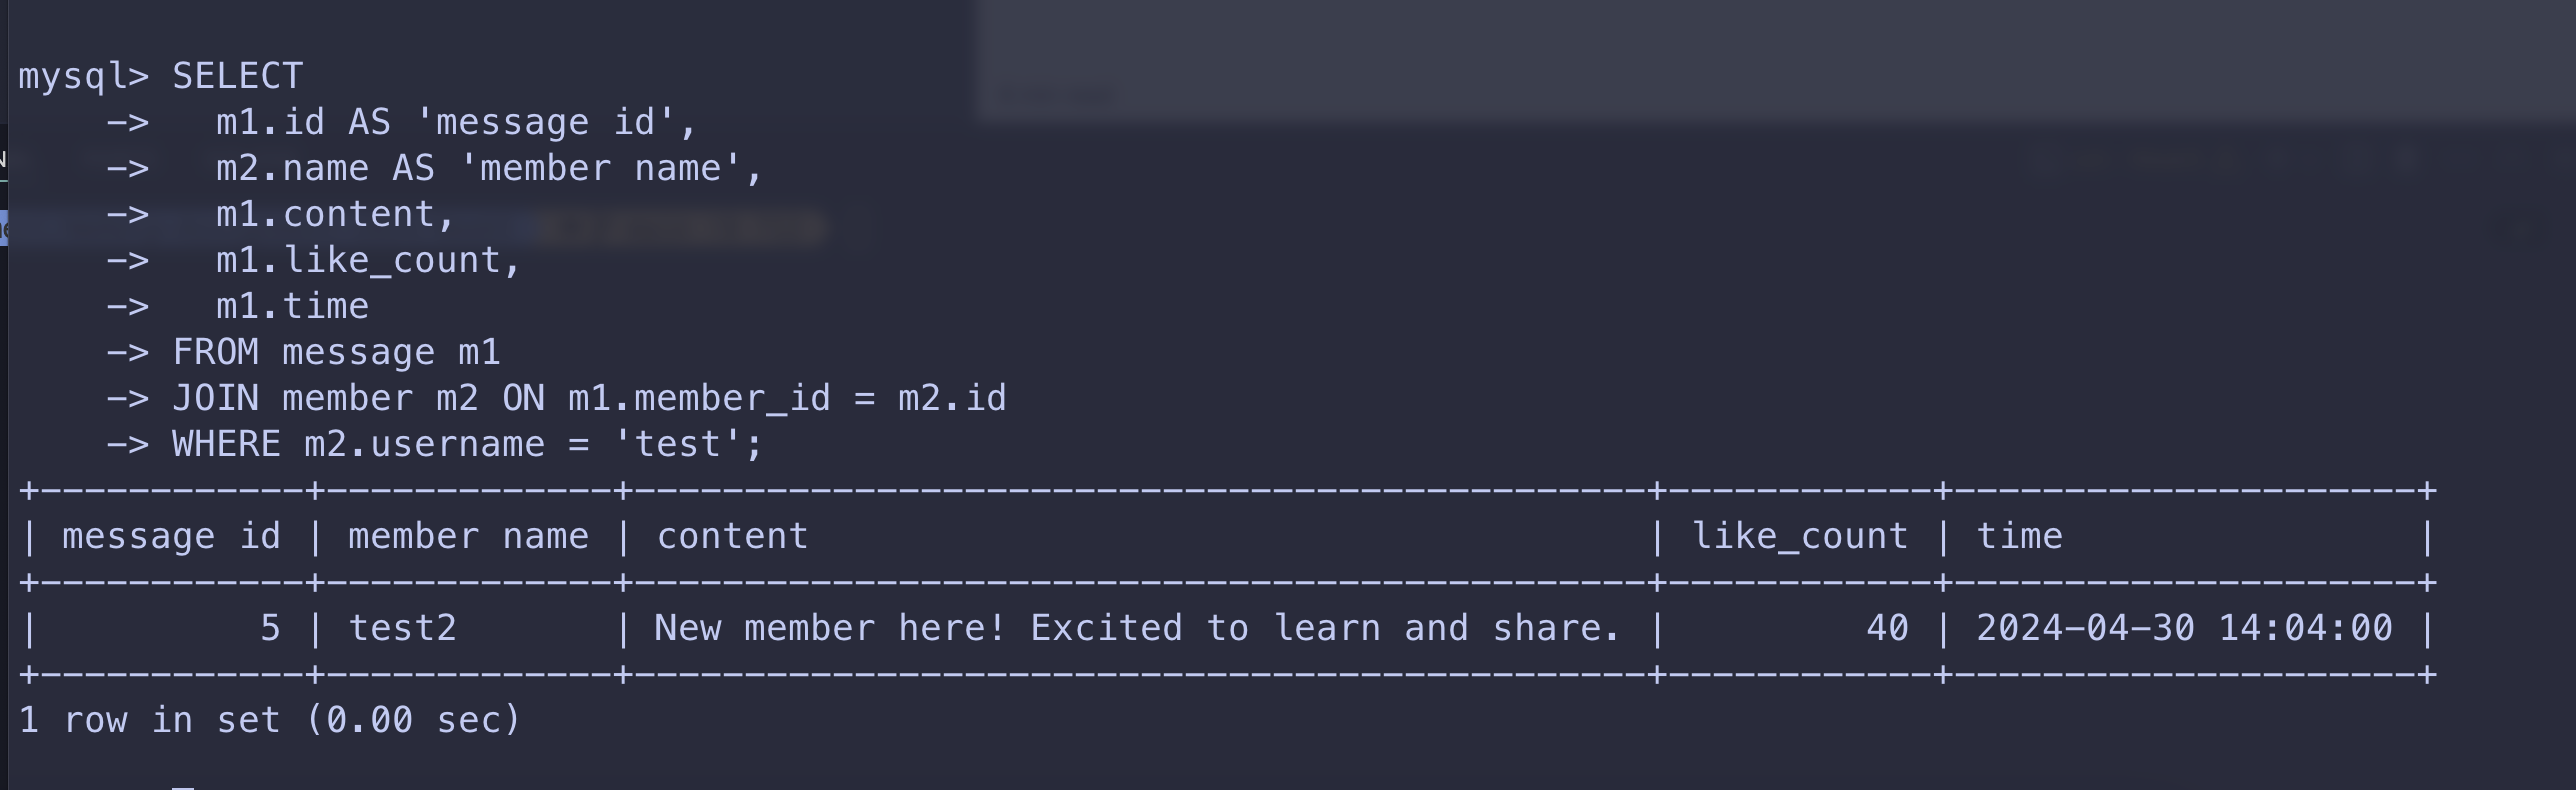 mysql> SELECT
    ->   m1.id AS 'message id',
    ->   m2.name AS 'member name',
    ->   m1.content,
    ->   m1.like_count,
    ->   m1.time
    -> FROM message m1
    -> JOIN member m2 ON m1.member_id = m2.id
    -> WHERE m2.username = 'test';
+------------+-------------+----------------------------------------------+------------+---------------------+
| message id | member name | content                                      | like_count | time                |
+------------+-------------+----------------------------------------------+------------+---------------------+
|          5 | test2       | New member here! Excited to learn and share. |         40 | 2024-04-30 14:04:00 |
+------------+-------------+----------------------------------------------+------------+---------------------+
1 row in set (0.00 sec)